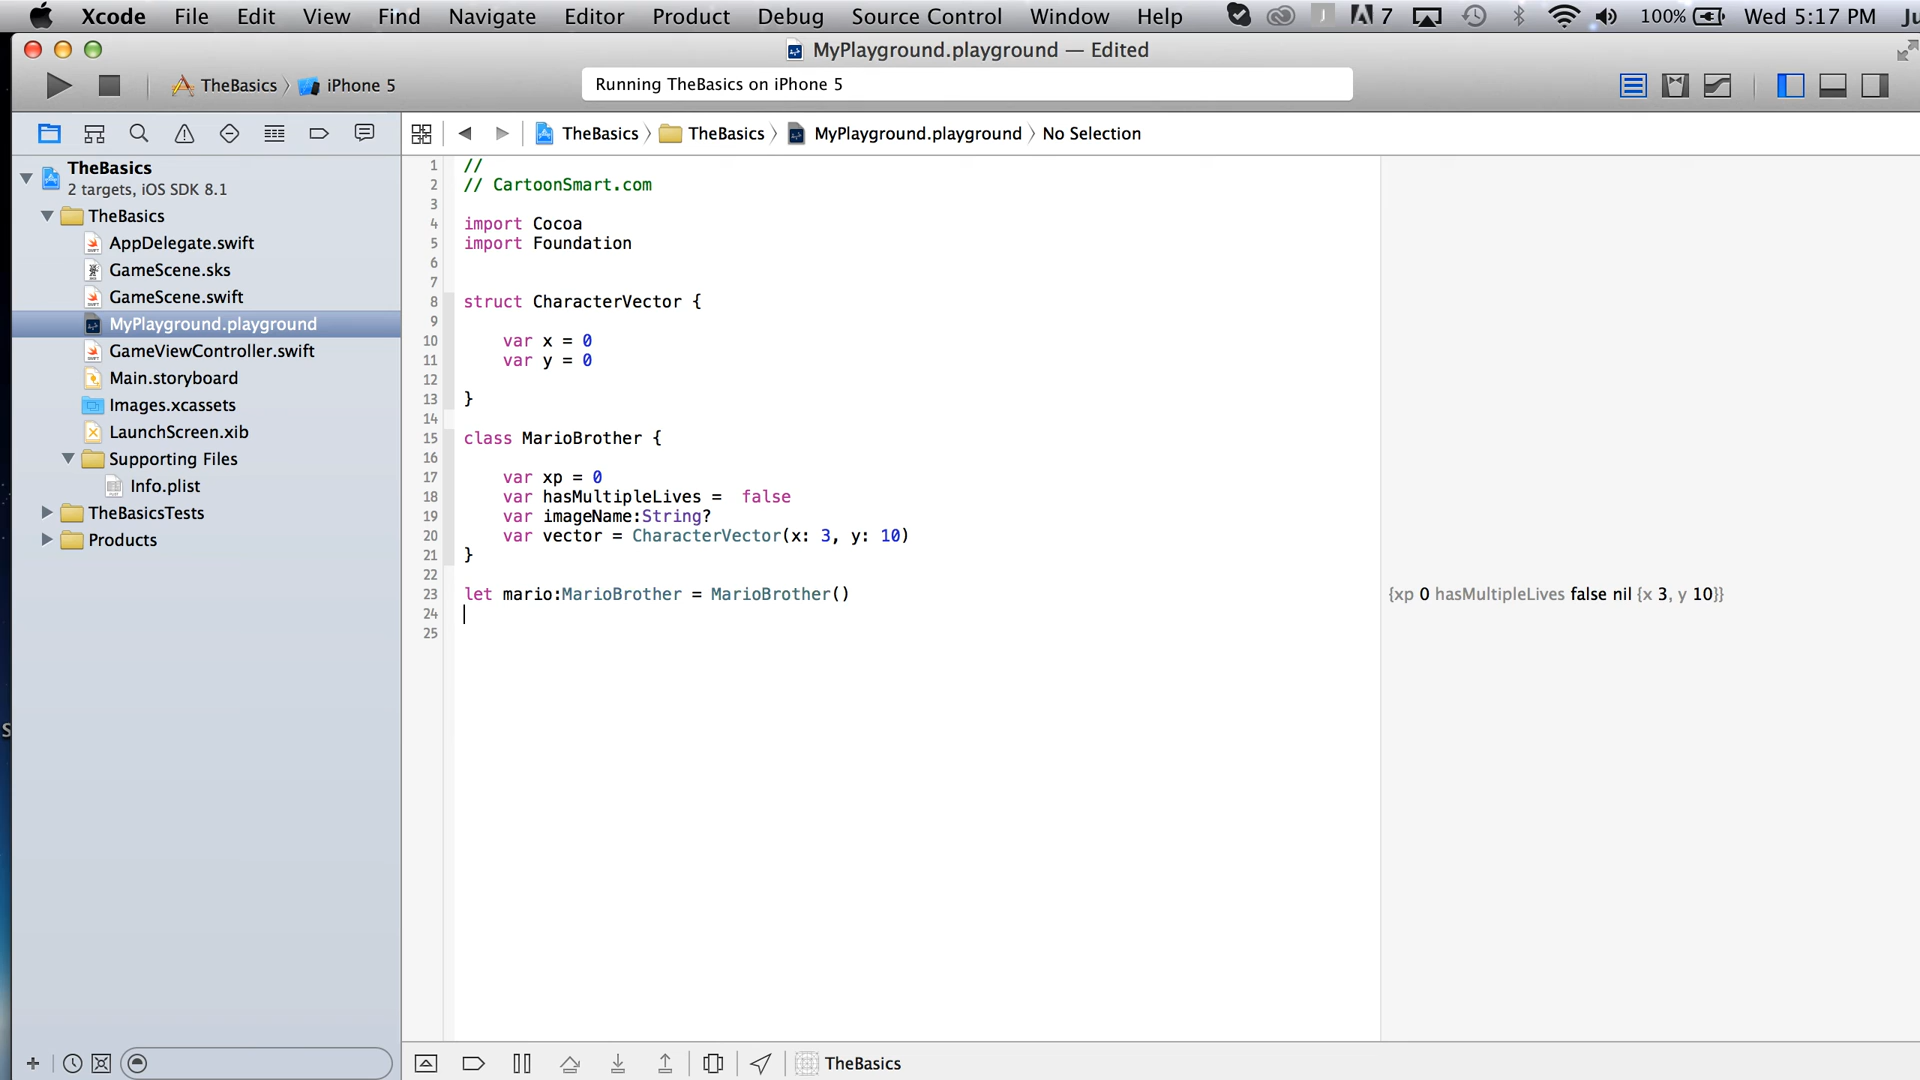 Xcode File Edit View Find Navigate Editor Product Debug Source Control Window Help 7 100% Wed 5:17 PM Ju
MyPlayground.playground — Edited
TheBasics iPhone 5 Running TheBasics on iPhone 5
TheBasics TheBasics MyPlayground.playground No Selection
TheBasics
2 targets, iOS SDK 8.1
TheBasics
AppDelegate.swift
GameScene.sks
GameScene.swift
MyPlayground.playground
GameViewController.swift
Main.storyboard
Images.xcassets
LaunchScreen.xib
Supporting Files
Info.plist
TheBasicsTests
Products
S
1 //
2 // CartoonSmart.com
3
4 import Cocoa
5 import Foundation
6
7
8 struct CharacterVector {
9
10 var x = 0
11 var y = 0
12
13 }
14
15 class MarioBrother {
16
17 var xp = 0
18 var hasMultipleLives =  false
19 var imageName:String?
20 var vector = CharacterVector(x: 3, y: 10)
21 }
22
23 let mario:MarioBrother = MarioBrother()
24
25
{xp 0 hasMultipleLives false nil {x 3, y 10}}
TheBasics